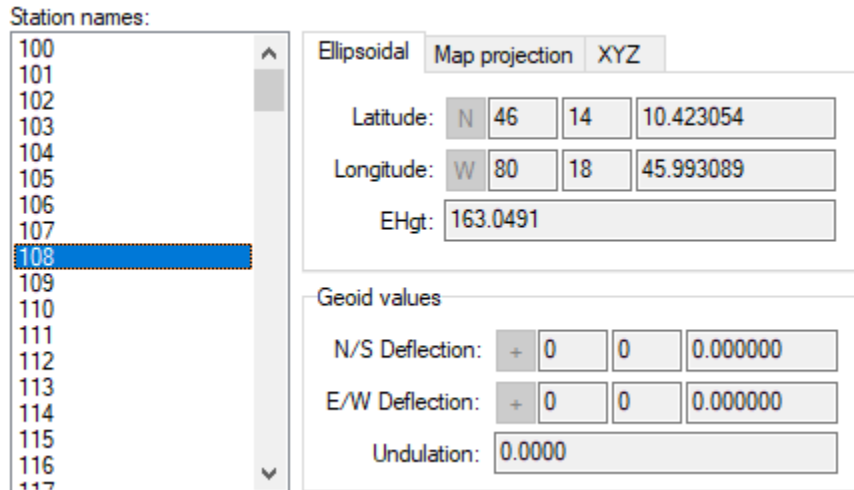 Station names:
100
101
102
103
104
105
106
107
108
109
110
111
112
113
114
115
116
117
Ellipsoidal Map projection XYZ
Latitude: N 46 14 10.423054
Longitude: W 80 18 45.993089
EHgt: 163.0491
Geoid values
N/S Deflection: + 0 0 0.000000
E/W Deflection: + 0 0 0.000000
Undulation: 0.0000